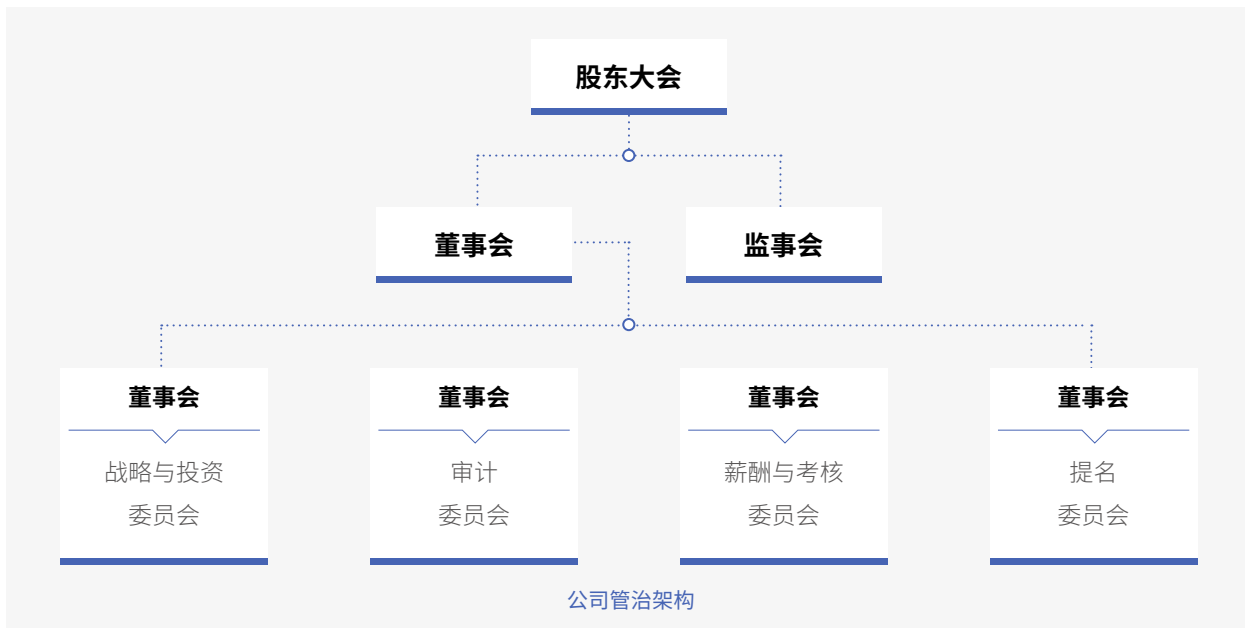 股东大会
董事会
监事会
董事会
战略与投资
委员会
董事会
审计
委员会
董事会
薪酬与考核
委员会
董事会
提名
委员会
公司管治架构